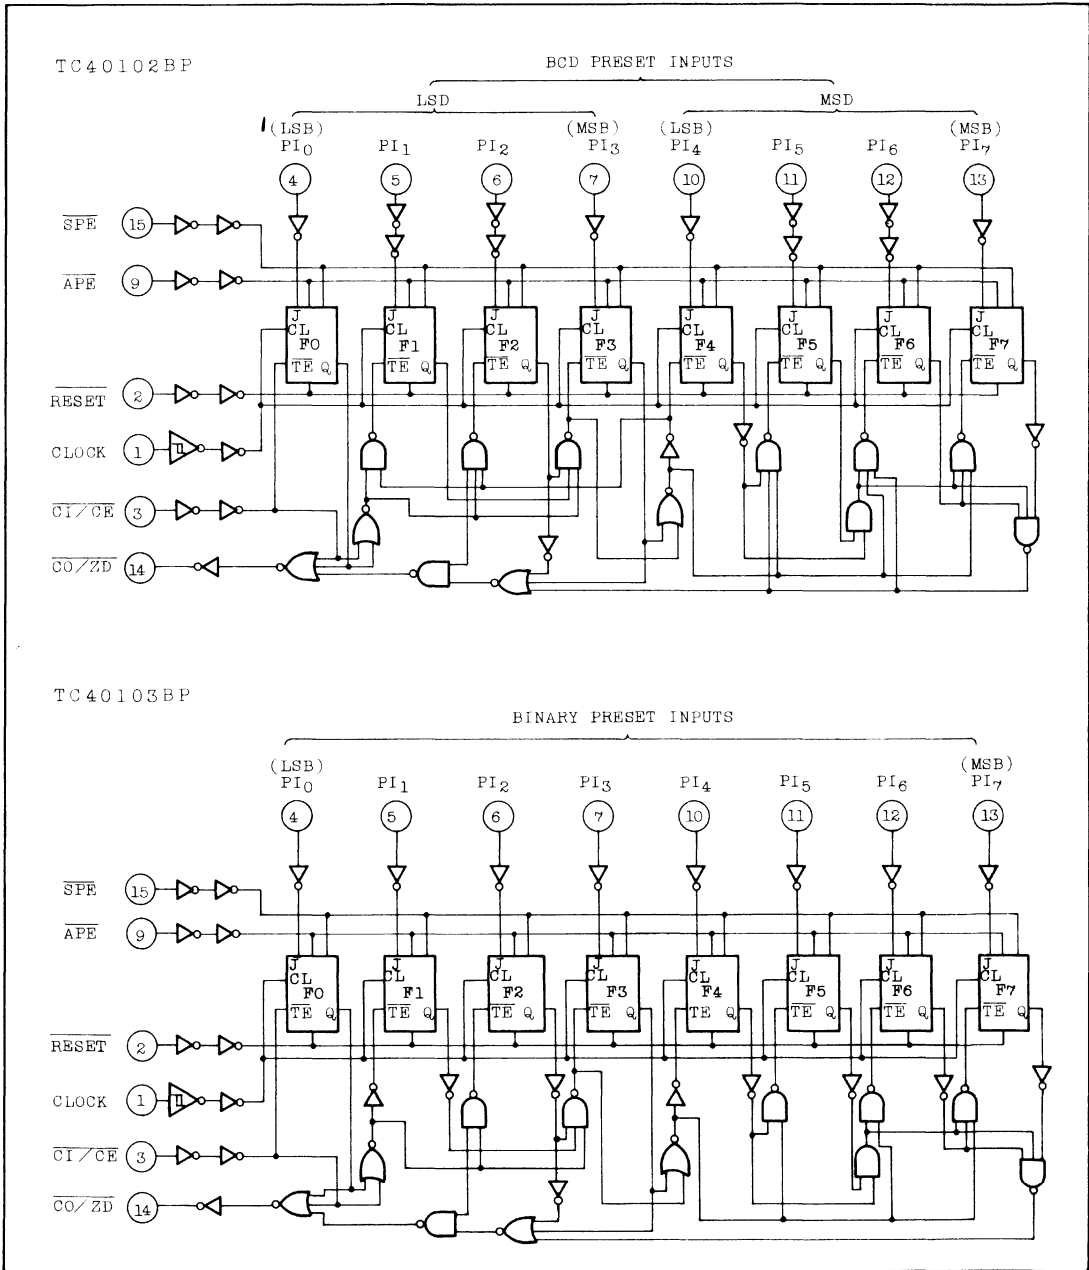 TC40102BP
BCD PRESET INPUTS
LSD MSD
(LSB) (MSB) (LSB) (MSB)
PI0 PI1 PI2 PI3 PI4 PI5 PI6 PI7
4 5 6 7 10 11 12 13
SPE 15
APE 9
J J J J J J J J
CL CL CL CL CL CL CL CL
F0 F1 F2 F3 F4 F5 F6 F7
TE Q TE Q TE Q TE Q TE Q TE Q TE Q TE Q
RESET 2
CLOCK 1
CI/CE 3
CO/ZD 14
TC40103BP
BINARY PRESET INPUTS
(LSB) (MSB)
PI0 PI1 PI2 PI3 PI4 PI5 PI6 PI7
4 5 6 7 10 11 12 13
SPE 15
APE 9
J J J J J J J J
CL CL CL CL CL CL CL CL
F0 F1 F2 F3 F4 F5 F6 F7
TE Q TE Q TE Q TE Q TE Q TE Q TE Q TE Q
RESET 2
CLOCK 1
CI/CE 3
CO/ZD 14